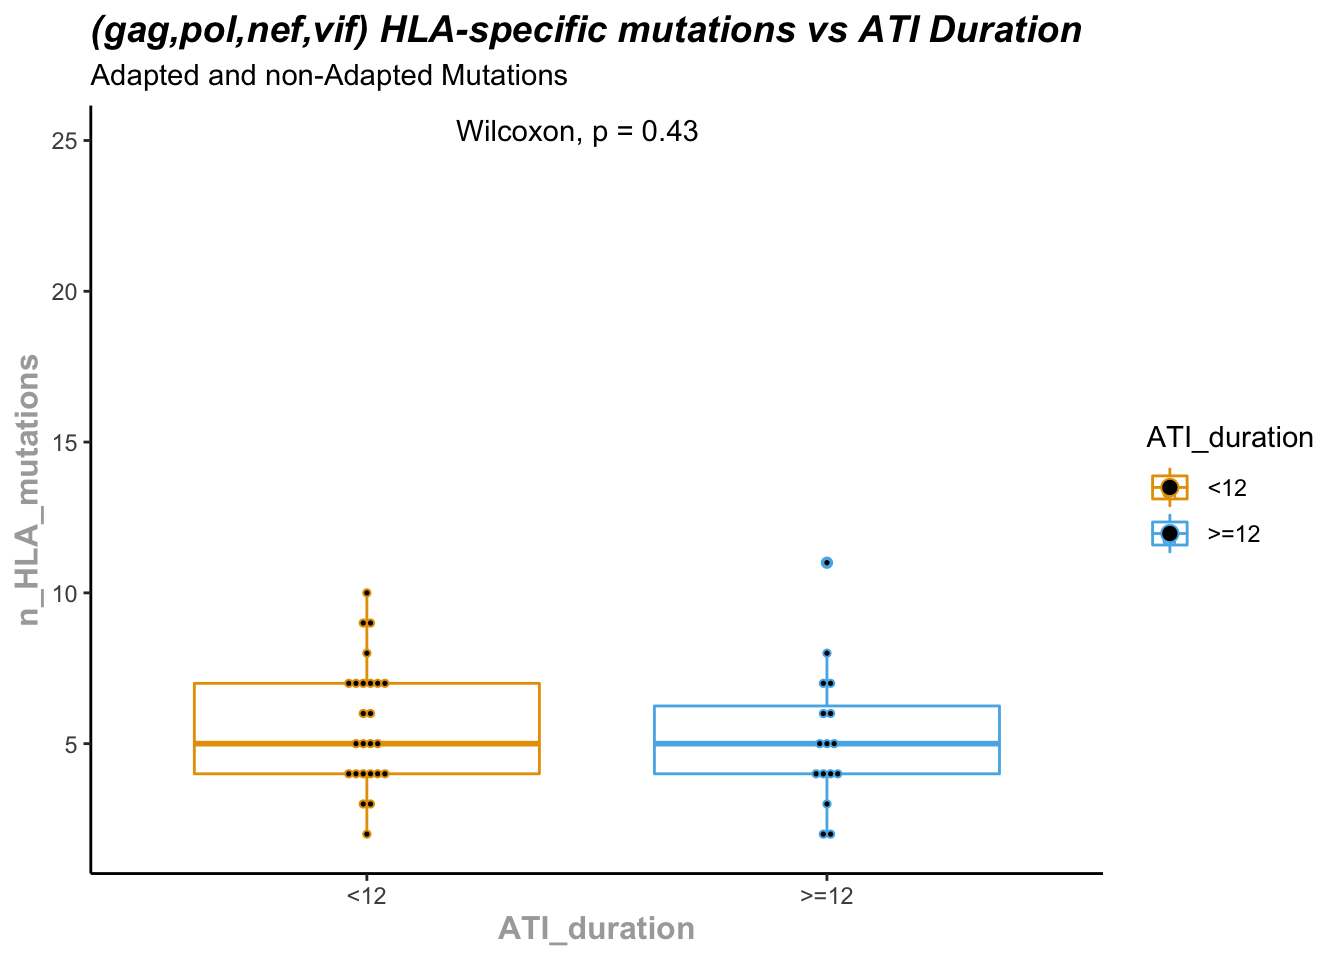 (gag,pol,nef,vif) HLA-specific mutations vs ATI Duration
Adapted and non-Adapted Mutations
Wilcoxon, p = 0.43
25
20
15
10
5
n_HLA_mutations
<12
>=12
ATI_duration
ATI_duration
<12
>=12